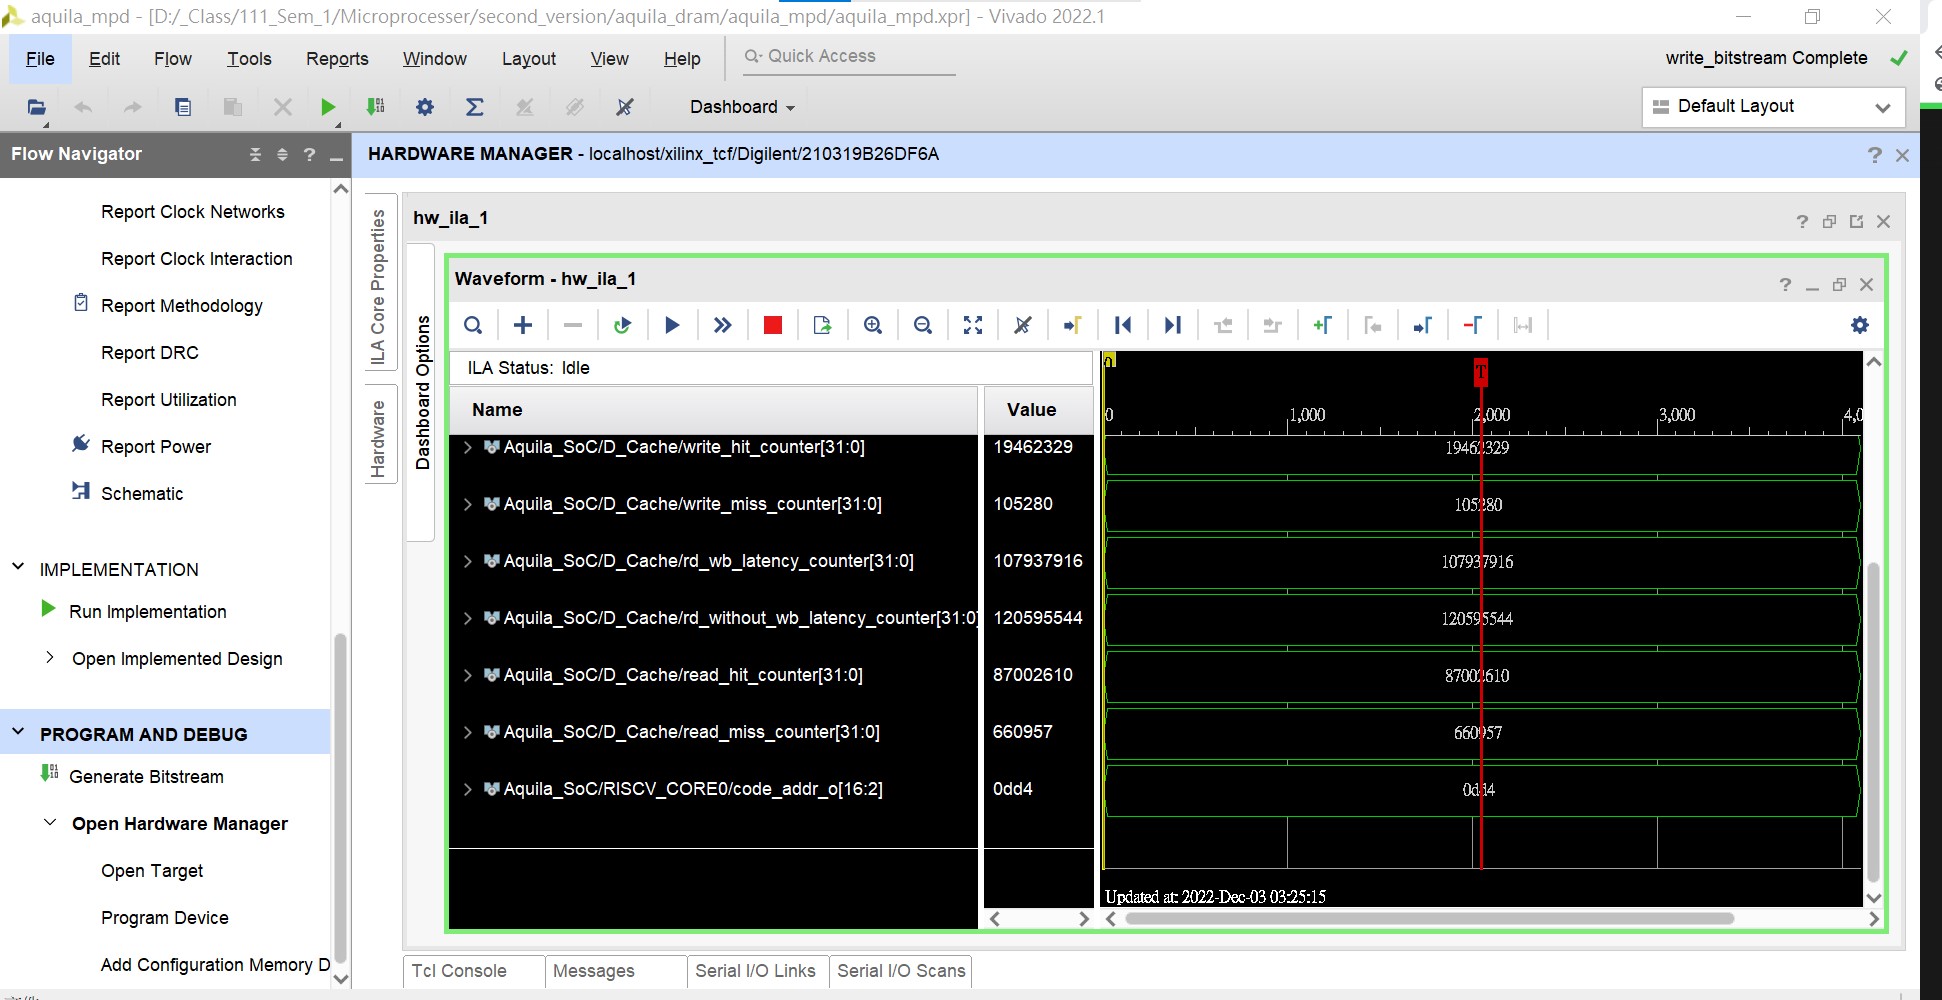 aquila_mpd - [D:/_Class/111_Sem_1/Microprocesser/second_version/aquila_dram/aquila_mpd/aquila_mpd.xpr] - Vivado 2022.1
File Edit Flow Tools Reports Window Layout View Help Quick Access write_bitstream Complete
Dashboard Default Layout
Flow Navigator ? HARDWARE MANAGER - localhost/xilinx_tcf/Digilent/210319B26DF6A ?
Report Clock Networks
Report Clock Interaction
Report Methodology
Report DRC
Report Utilization
Report Power
Schematic
IMPLEMENTATION
Run Implementation
Open Implemented Design
PROGRAM AND DEBUG
Generate Bitstream
Open Hardware Manager
Open Target
Program Device
Add Configuration Memory D
ILA Core Properties
Hardware
Dashboard Options
hw_ila_1 ?
Waveform - hw_ila_1 ?
ILA Status: Idle
Name Value
0 1,000 2,000 3,000 4,0
T
Aquila_SoC/D_Cache/write_hit_counter[31:0] 19462329 19462329
Aquila_SoC/D_Cache/write_miss_counter[31:0] 105280 105280
Aquila_SoC/D_Cache/rd_wb_latency_counter[31:0] 107937916 107937916
Aquila_SoC/D_Cache/rd_without_wb_latency_counter[31:0] 120595544 120595544
Aquila_SoC/D_Cache/read_hit_counter[31:0] 87002610 87002610
Aquila_SoC/D_Cache/read_miss_counter[31:0] 660957 660957
Aquila_SoC/RISCV_CORE0/code_addr_o[16:2] 0dd4 0dd4
Updated at: 2022-Dec-03 03:25:15
Tcl Console Messages Serial I/O Links Serial I/O Scans